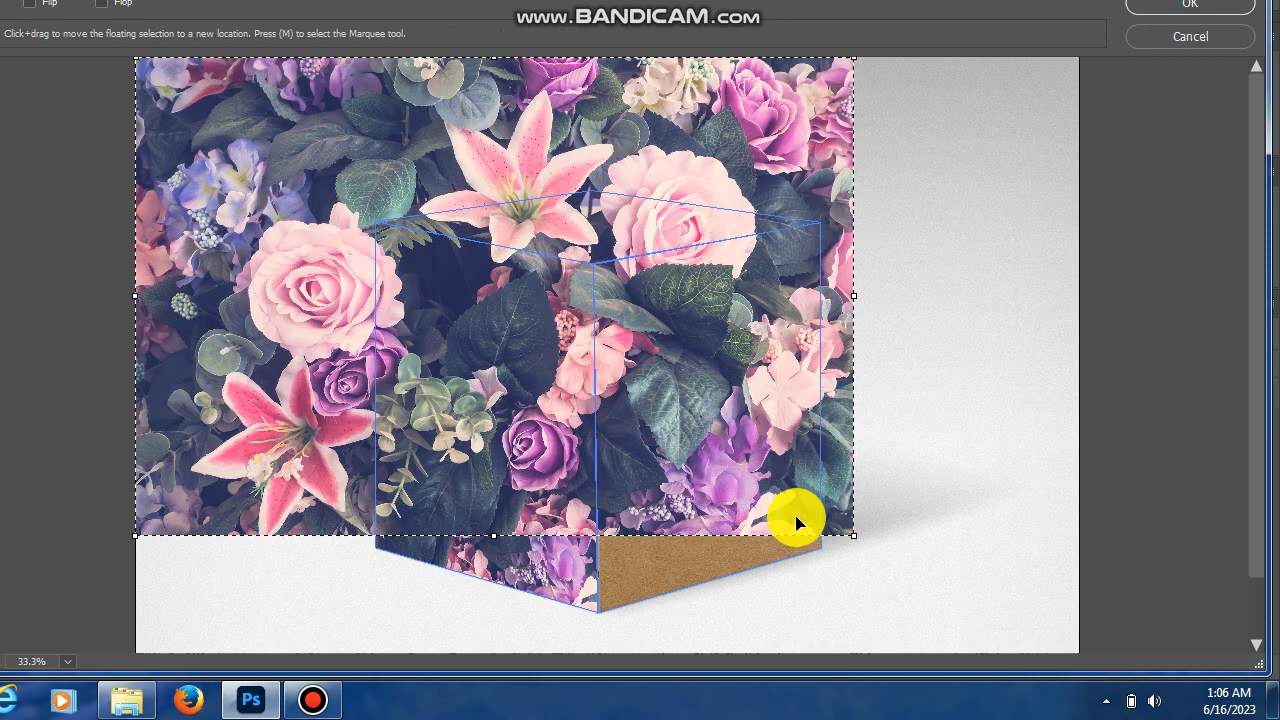 Flip Flop
OK
www.BANDICAM.com
Click+drag to move the floating selection to a new location. Press (M) to select the Marquee tool.
Cancel
33.3%
Ps
1:06 AM
6/16/2023